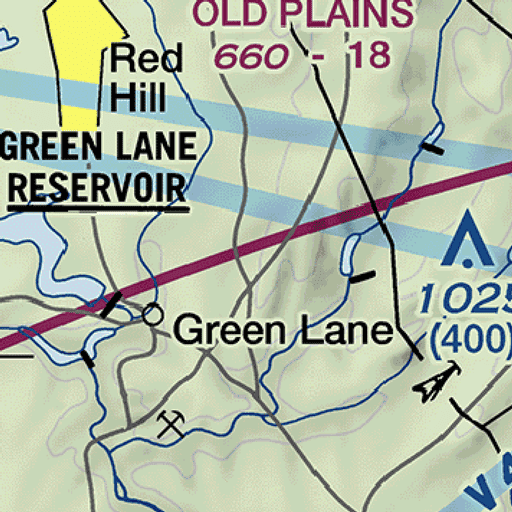 OLD PLAINS
660 - 18
Red
Hill
GREEN LANE
RESERVOIR
1025
(400)
Green Lane